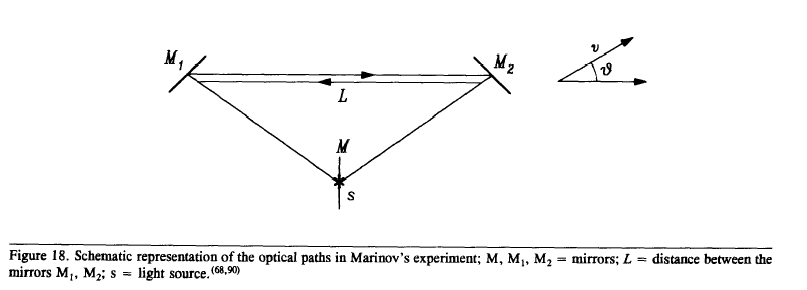 M₁
M₂
v
ϑ
L
M
s
Figure 18. Schematic representation of the optical paths in Marinov's experiment; M, M₁, M₂ = mirrors; L = distance between the
mirrors M₁, M₂; s = light source.⁽⁶⁸,⁹⁰⁾